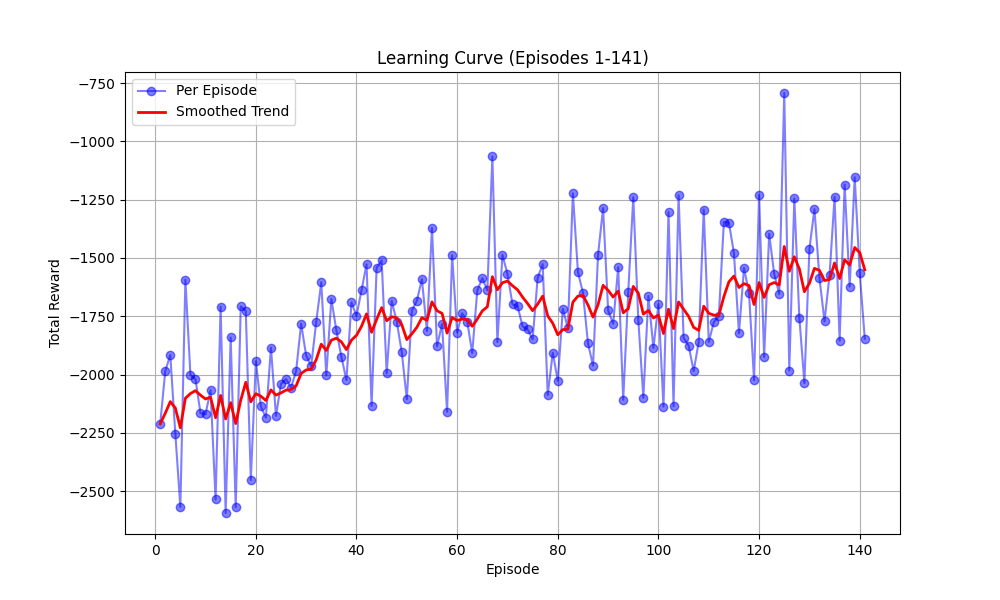 Learning Curve (Episodes 1-141)
Per Episode
Smoothed Trend
Total Reward
−750
−1000
−1250
−1500
−1750
−2000
−2250
−2500
0 20 40 60 80 100 120 140
Episode